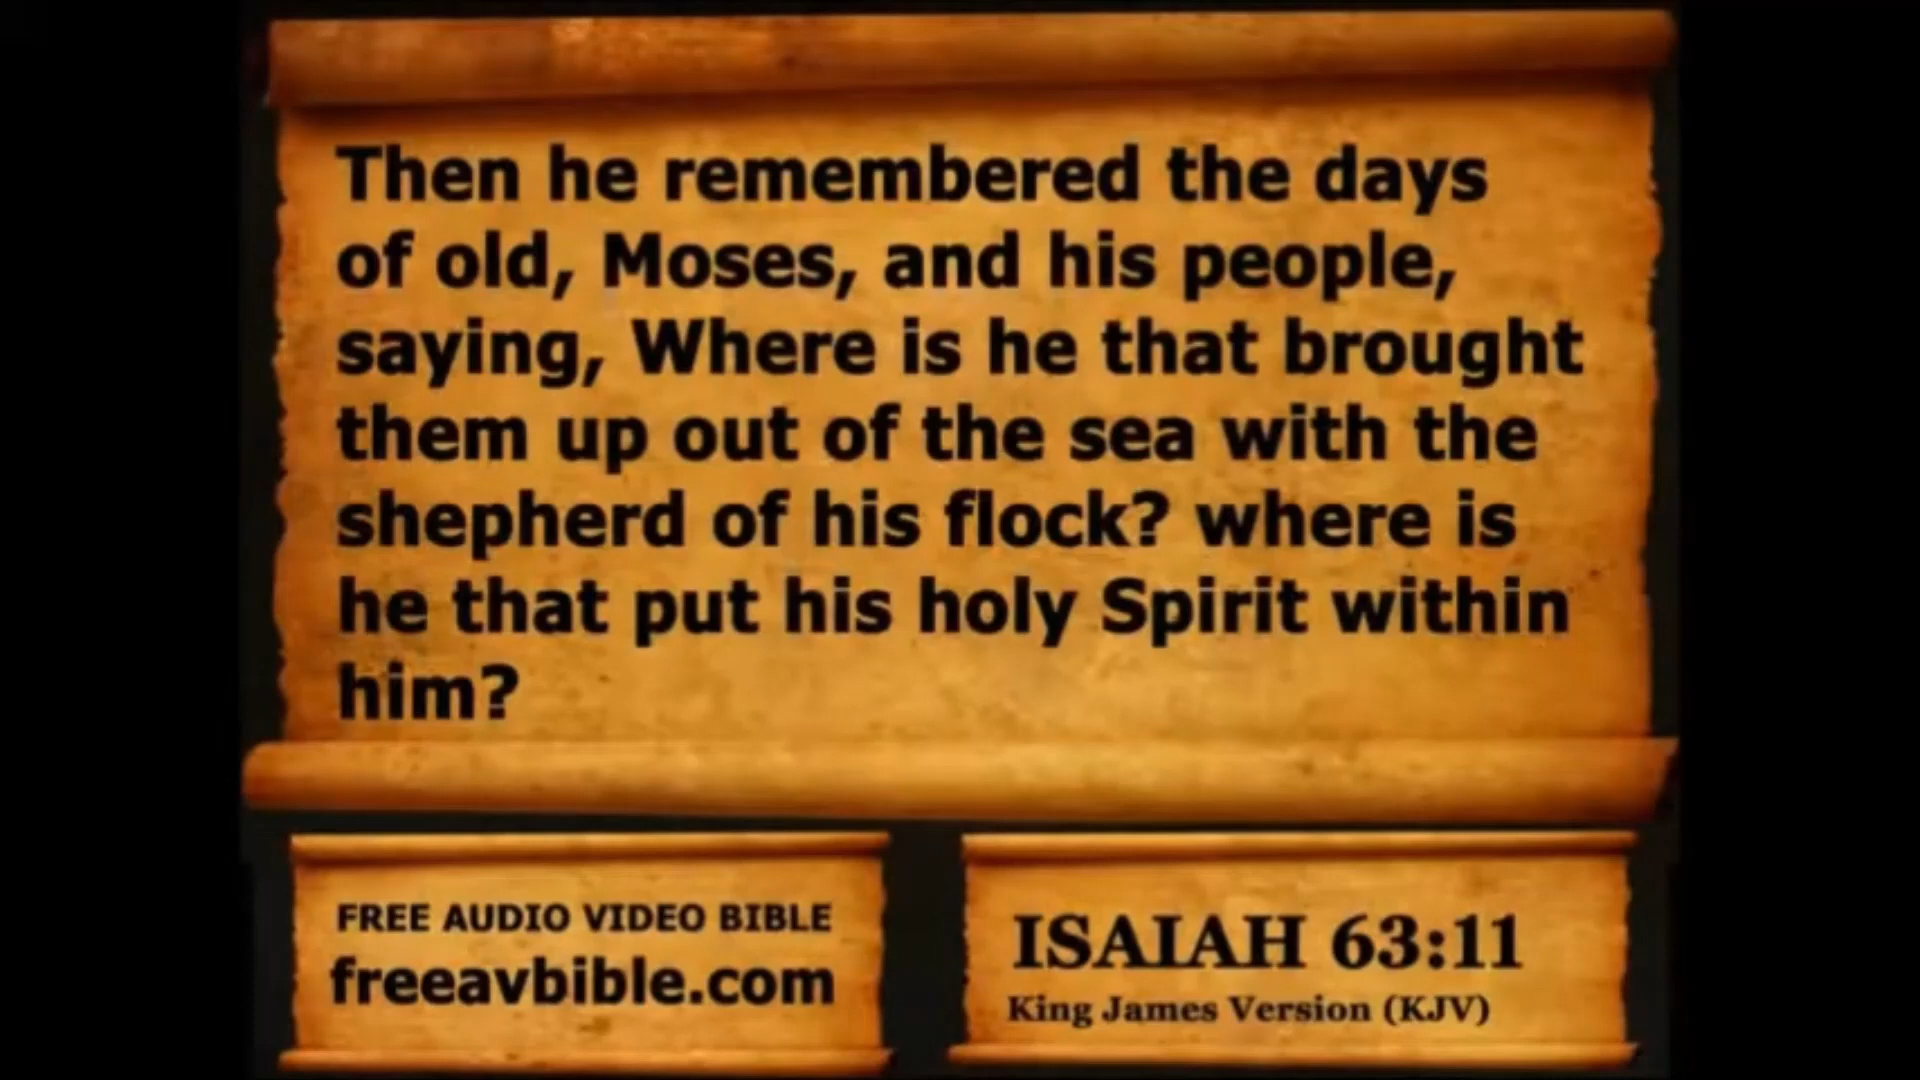 Then he remembered the days
of old, Moses, and his people,
saying, Where is he that brought
them up out of the sea with the
shepherd of his flock? where is
he that put his holy Spirit within
him?
FREE AUDIO VIDEO BIBLE
freeavbible.com
ISAIAH 63:11
King James Version (KJV)